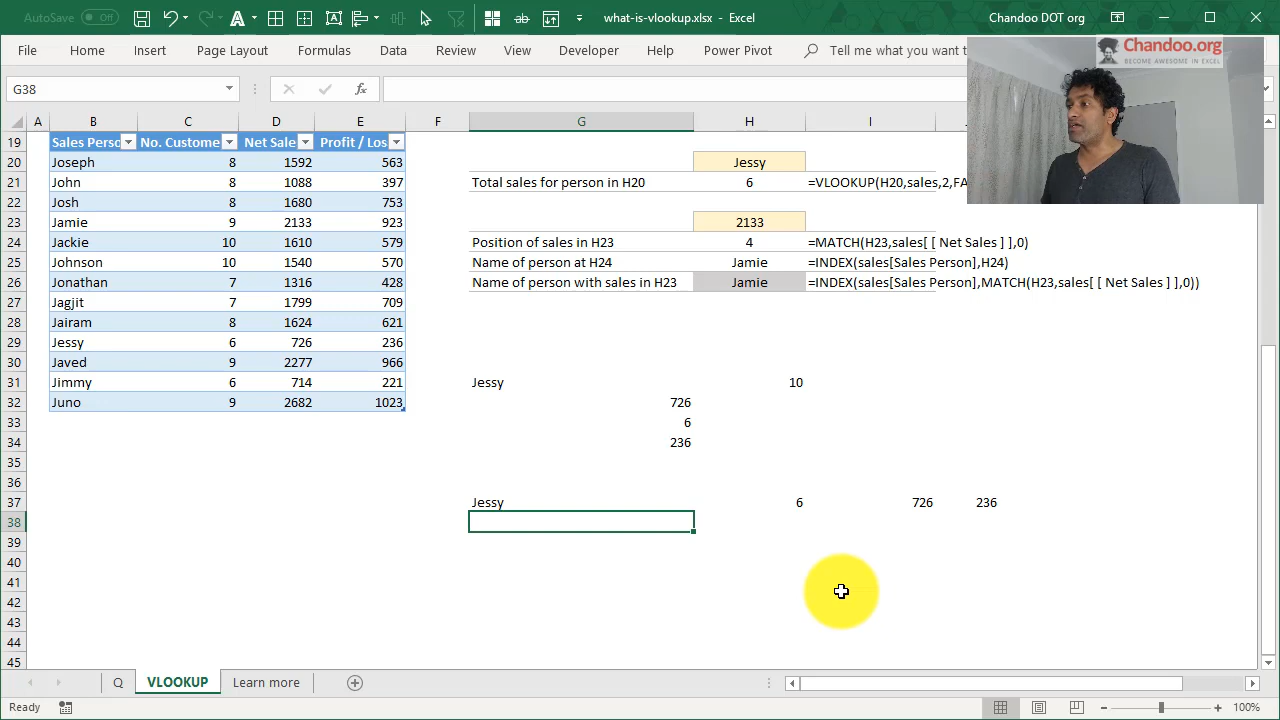 AutoSave Off what-is-vlookup.xlsx - Excel Chandoo DOT org
File Home Insert Page Layout Formulas Data Review View Developer Help Power Pivot Tell me what you want
Chandoo.org
BECOME AWESOME IN EXCEL
G38 fx
A B C D E F G H I
19 Sales Perso No. Custome Net Sale Profit / Los
20 Joseph 8 1592 563 Jessy
21 John 8 1088 397 Total sales for person in H20 6 =VLOOKUP(H20,sales,2,FA
22 Josh 8 1680 753
23 Jamie 9 2133 923 2133
24 Jackie 10 1610 579 Position of sales in H23 4 =MATCH(H23,sales[ [ Net Sales ] ],0)
25 Johnson 10 1540 570 Name of person at H24 Jamie =INDEX(sales[Sales Person],H24)
26 Jonathan 7 1316 428 Name of person with sales in H23 Jamie =INDEX(sales[Sales Person],MATCH(H23,sales[ [ Net Sales ] ],0))
27 Jagjit 7 1799 709
28 Jairam 8 1624 621
29 Jessy 6 726 236
30 Javed 9 2277 966
31 Jimmy 6 714 221 Jessy 10
32 Juno 9 2682 1023 726
33 6
34 236
35
36
37 Jessy 6 726 236
38
39
40
41
42
43
44
45
Q VLOOKUP Learn more
Ready 100%